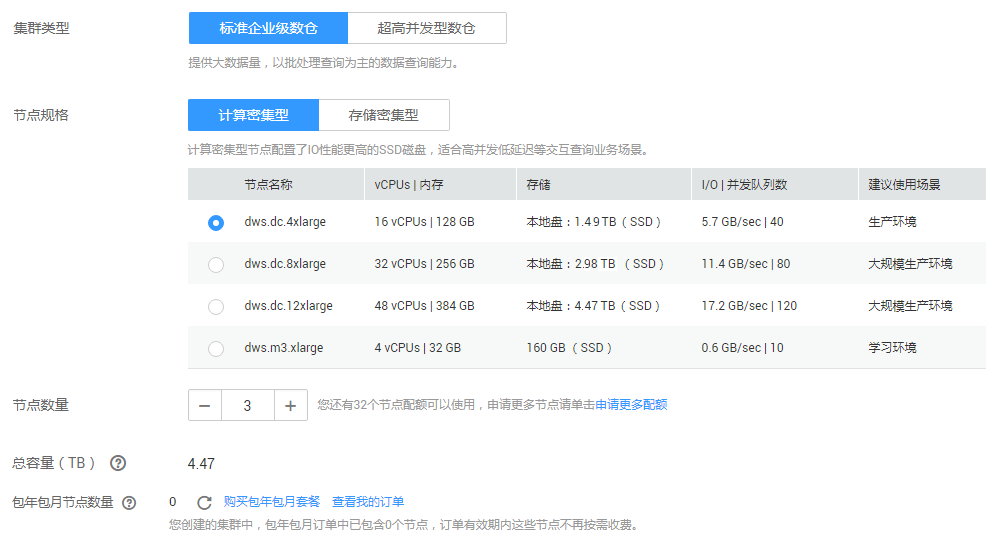 集群类型 标准企业级数仓 超高并发型数仓
提供大数据量，以批处理查询为主的数据查询能力。
节点规格 计算密集型 存储密集型
计算密集型节点配置了IO性能更高的SSD磁盘，适合高并发低延迟等交互查询业务场景。
节点名称 vCPUs | 内存 存储 I/O | 并发队列数 建议使用场景
dws.dc.4xlarge 16 vCPUs | 128 GB 本地盘：1.49 TB（SSD） 5.7 GB/sec | 40 生产环境
dws.dc.8xlarge 32 vCPUs | 256 GB 本地盘：2.98 TB （SSD） 11.4 GB/sec | 80 大规模生产环境
dws.dc.12xlarge 48 vCPUs | 384 GB 本地盘：4.47 TB（SSD） 17.2 GB/sec | 120 大规模生产环境
dws.m3.xlarge 4 vCPUs | 32 GB 160 GB （SSD） 0.6 GB/sec | 10 学习环境
节点数量 − 3 + 您还有32个节点配额可以使用，申请更多节点请单击申请更多配额
总容量（TB） ? 4.47
包年包月节点数量 ? 0 购买包年包月套餐 查看我的订单
您创建的集群中，包年包月订单中已包含0个节点，订单有效期内这些节点不再按需收费。